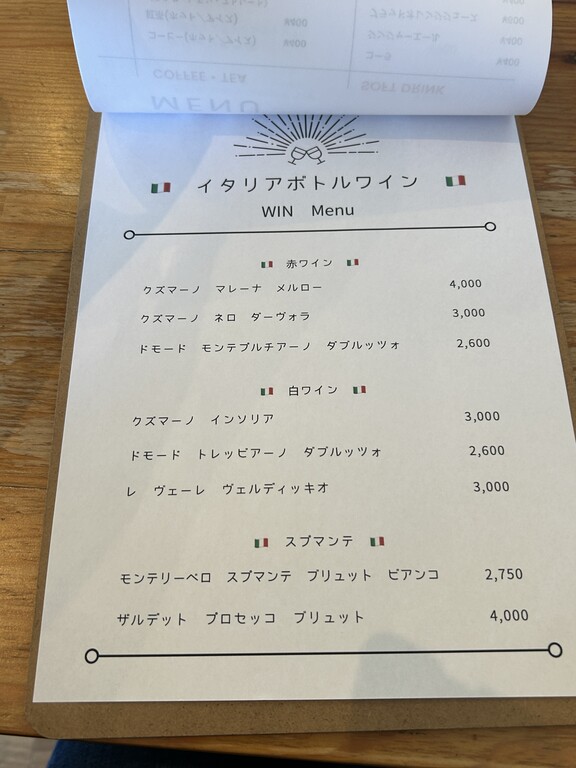 イタリアボトルワイン
WIN Menu
赤ワイン
クズマーノ マレーナ メルロー 4,000
クズマーノ ネロ ダーヴォラ 3,000
ドモード モンテプルチアーノ ダブルッツォ 2,600
白ワイン
クズマーノ インソリア 3,000
ドモード トレッビアーノ ダブルッツォ 2,600
レ ヴェーレ ヴェルディッキオ 3,000
スプマンテ
モンテリーベロ スプマンテ ブリュット ビアンコ 2,750
ザルデット プロセッコ ブリュット 4,000